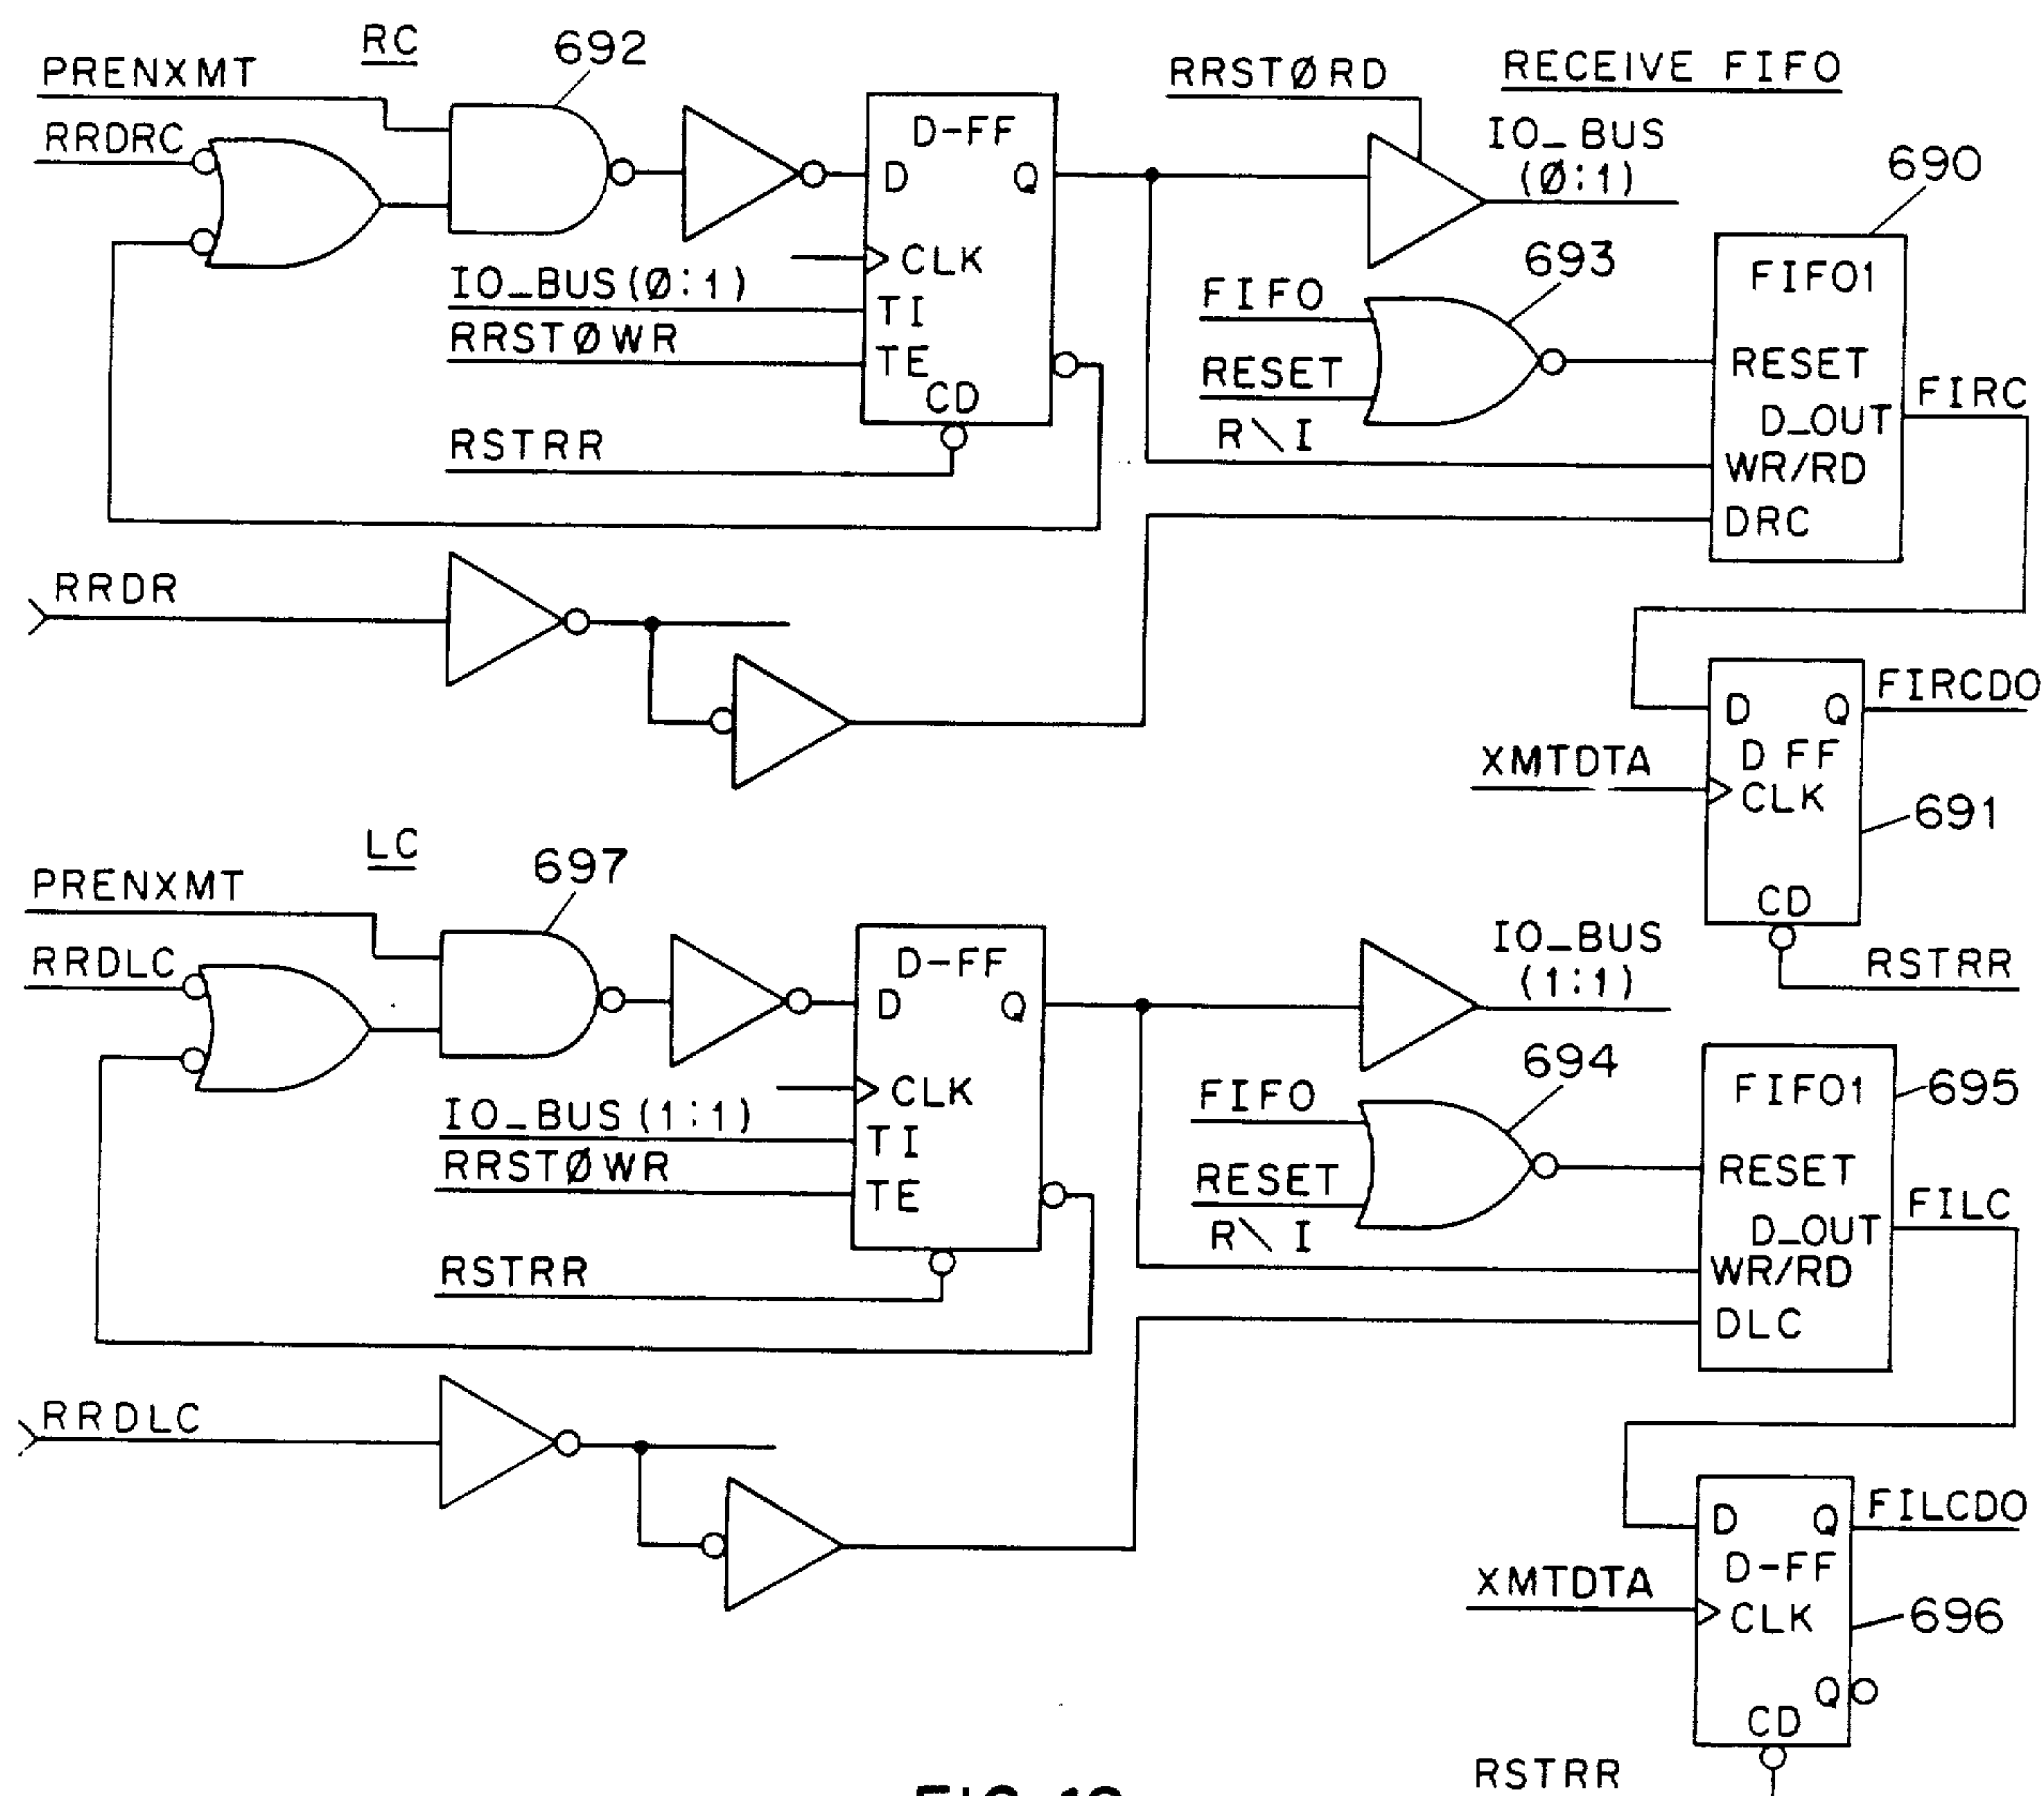 RC
692
PRENXMT
RRDRC
D-FF
D
Q
CLK
IO_BUS(Ø:1)
TI
RRSTØWR
TE
CD
RSTRR
RRSTØRD
RECEIVE FIFO
IO_BUS
(Ø:1)
690
693
FIFO
RESET
R\I
FIFO1
RESET
D_OUT
WR/RD
DRC
FIRC
RRDR
D
Q
D FF
CLK
CD
FIRCDO
XMTDTA
691
RSTRR
LC
697
PRENXMT
RRDLC
D-FF
D
Q
CLK
IO_BUS(1:1)
TI
RRSTØWR
TE
RSTRR
IO_BUS
(1:1)
694
FIFO
RESET
R\I
FIFO1
695
RESET
D_OUT
WR/RD
DLC
FILC
RRDLC
D
Q
D-FF
CLK
Q
CD
FILCDO
XMTDTA
696
RSTRR